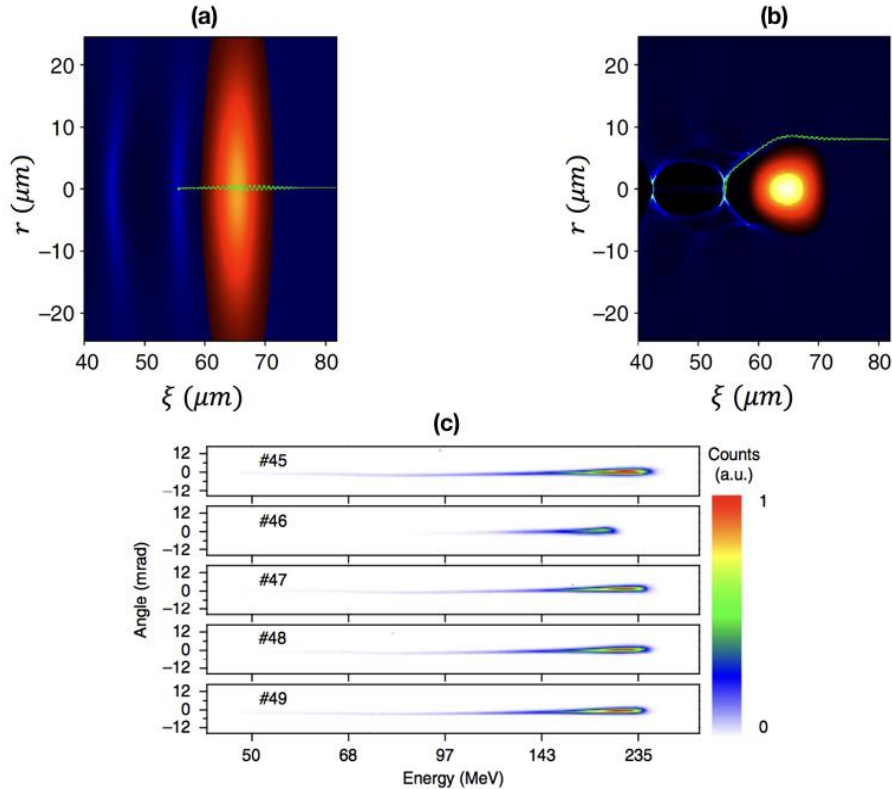 (a)
(b)
20
10
0
−10
−20
r (μm)
40 50 60 70 80
ξ (μm)
20
10
0
−10
−20
r (μm)
40 50 60 70 80
ξ (μm)
(c)
12
0
−12
#45
12
0
−12
#46
12
0
−12
#47
12
0
−12
#48
12
0
−12
#49
Angle (mrad)
50 68 97 143 235
Energy (MeV)
Counts
(a.u.)
1
0